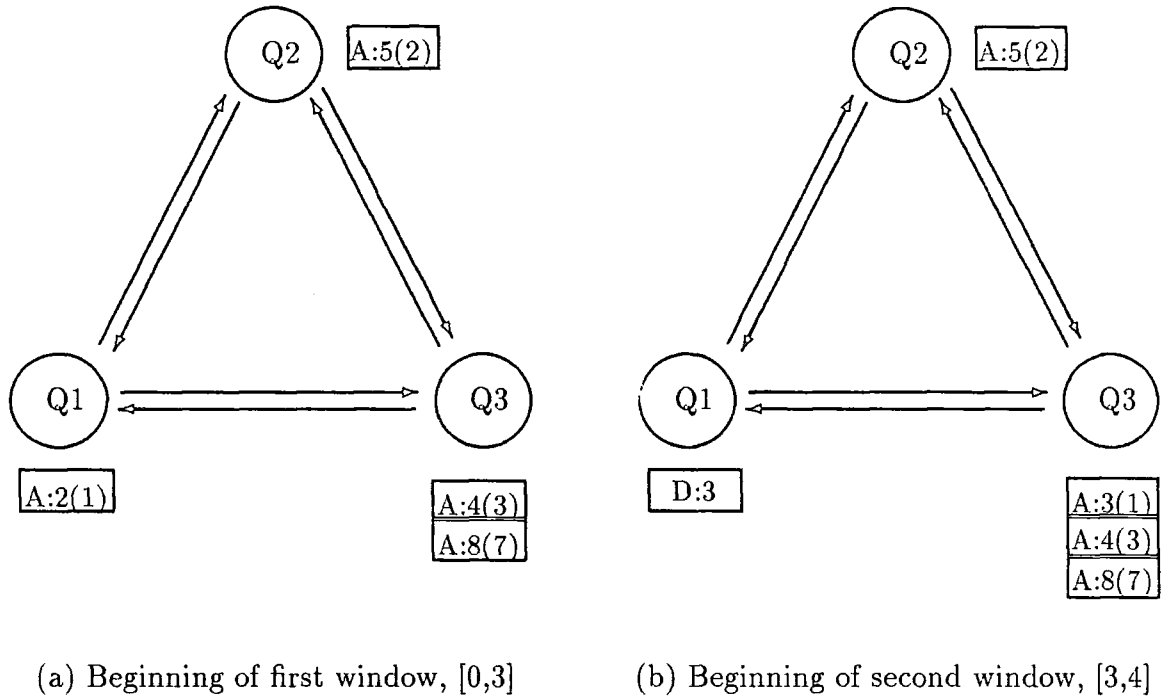 Q2
A:5(2)
Q1
Q3
A:2(1)
A:4(3)
A:8(7)
(a) Beginning of first window, [0,3]
Q2
A:5(2)
Q1
Q3
D:3
A:3(1)
A:4(3)
A:8(7)
(b) Beginning of second window, [3,4]